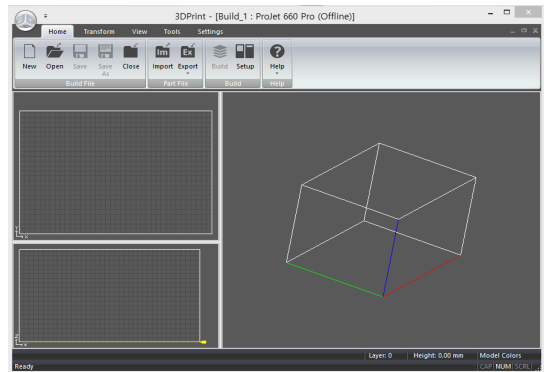 3DPrint - [Build_1 : ProJet 660 Pro (Offline)]
Home Transform View Tools Settings
Im Ex ?
New Open Save Save As Close Import Export Build Setup Help
Build File Part File Build Help
Y X
Z X
Layer: 0 Height: 0.00 mm Model Colors
Ready CAP NUM SCRL